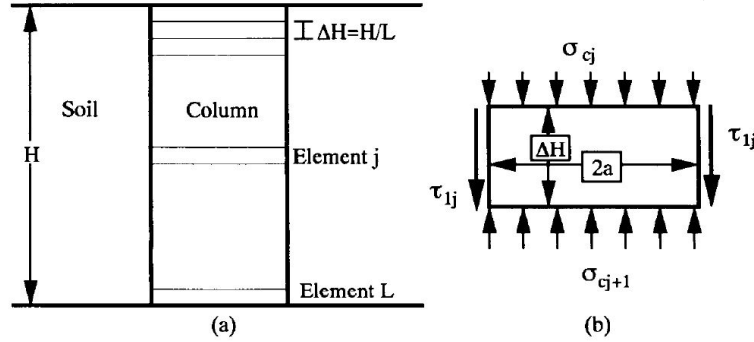 ΔH=H/L
Soil
Column
H
Element j
Element L
(a)
σcj
τ1j
ΔH
2a
τ1j
σcj+1
(b)